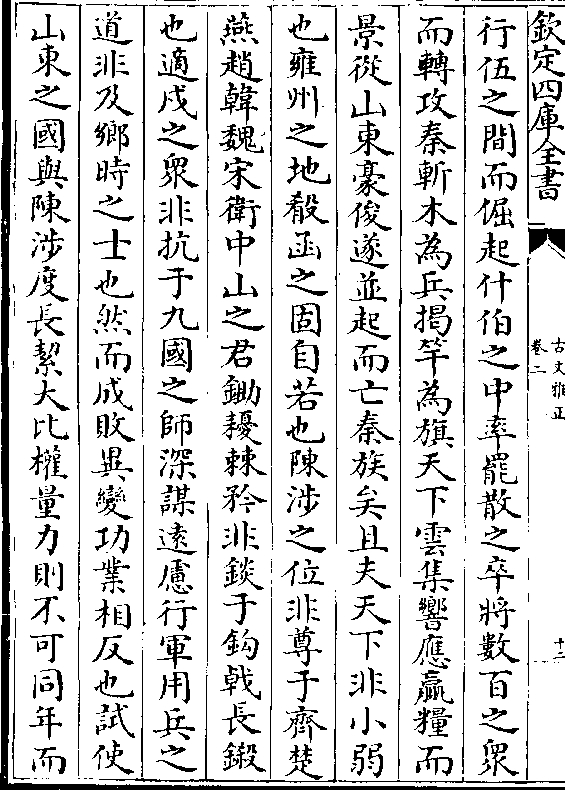 欽定四庫全書
古文雅正
卷二
十二
行伍之間而倔起什伯之中率罷散之卒將數百之衆
而轉攻秦斬木為兵揭竿為旗天下雲集響應贏糧而
景從山東豪俊遂並起而亡秦族矣且夫天下非小弱
也雍州之地殽函之固自若也陳涉之位非尊于齊楚
燕趙韓魏宋衛中山之君鋤耰棘矜非錟于鈎戟長鎩
也適戍之衆非抗于九國之師深謀遠慮行軍用兵之
道非及鄉時之士也然而成敗異變功業相反也試使
山東之國與陳涉度長絜大比權量力則不可同年而